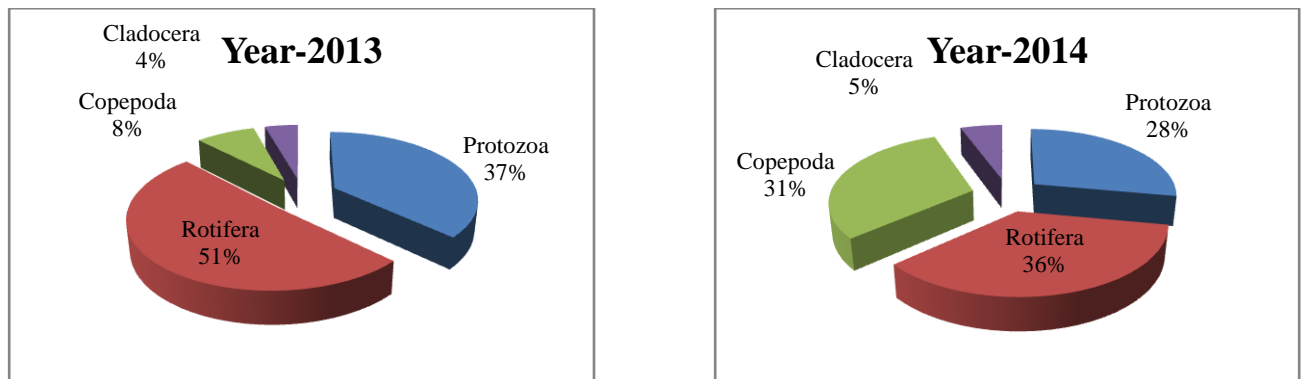 Year-2013
Cladocera
4%
Copepoda
8%
Protozoa
37%
Rotifera
51%
Year-2014
Cladocera
5%
Protozoa
28%
Copepoda
31%
Rotifera
36%